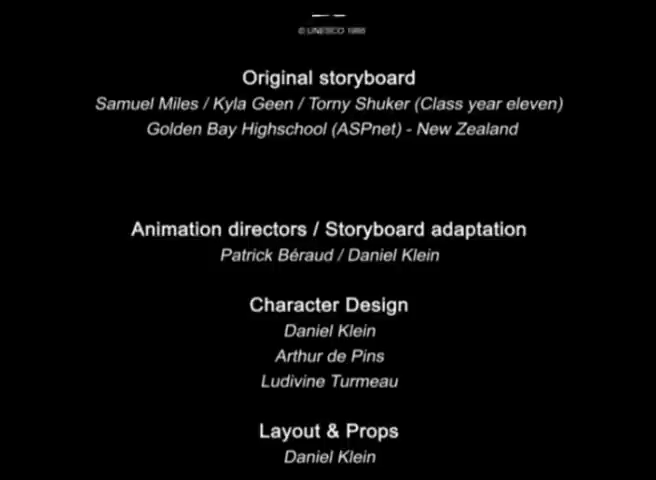 © UNESCO
Original storyboard
Samuel Miles / Kyla Geen / Torny Shuker (Class year eleven)
Golden Bay Highschool (ASPnet) - New Zealand
Animation directors / Storyboard adaptation
Patrick Béraud / Daniel Klein
Character Design
Daniel Klein
Arthur de Pins
Ludivine Turmeau
Layout & Props
Daniel Klein